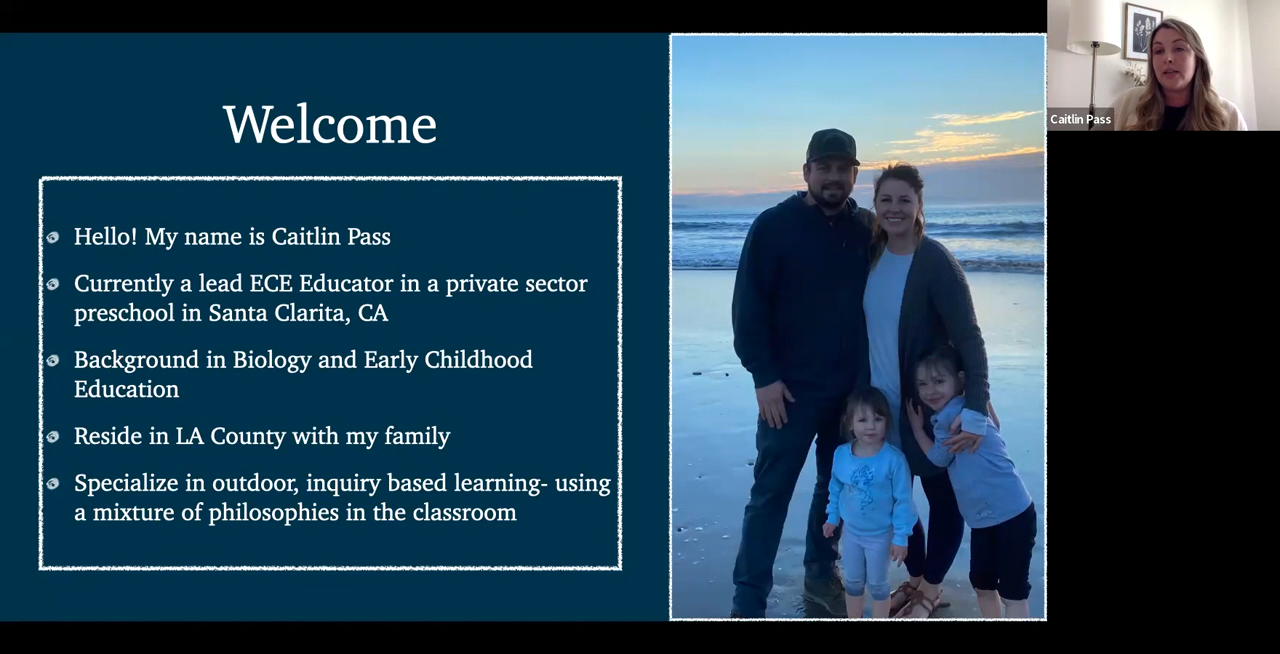 Welcome
Hello! My name is Caitlin Pass
Currently a lead ECE Educator in a private sector
preschool in Santa Clarita, CA
Background in Biology and Early Childhood
Education
Reside in LA County with my family
Specialize in outdoor, inquiry based learning- using
a mixture of philosophies in the classroom
Caitlin Pass